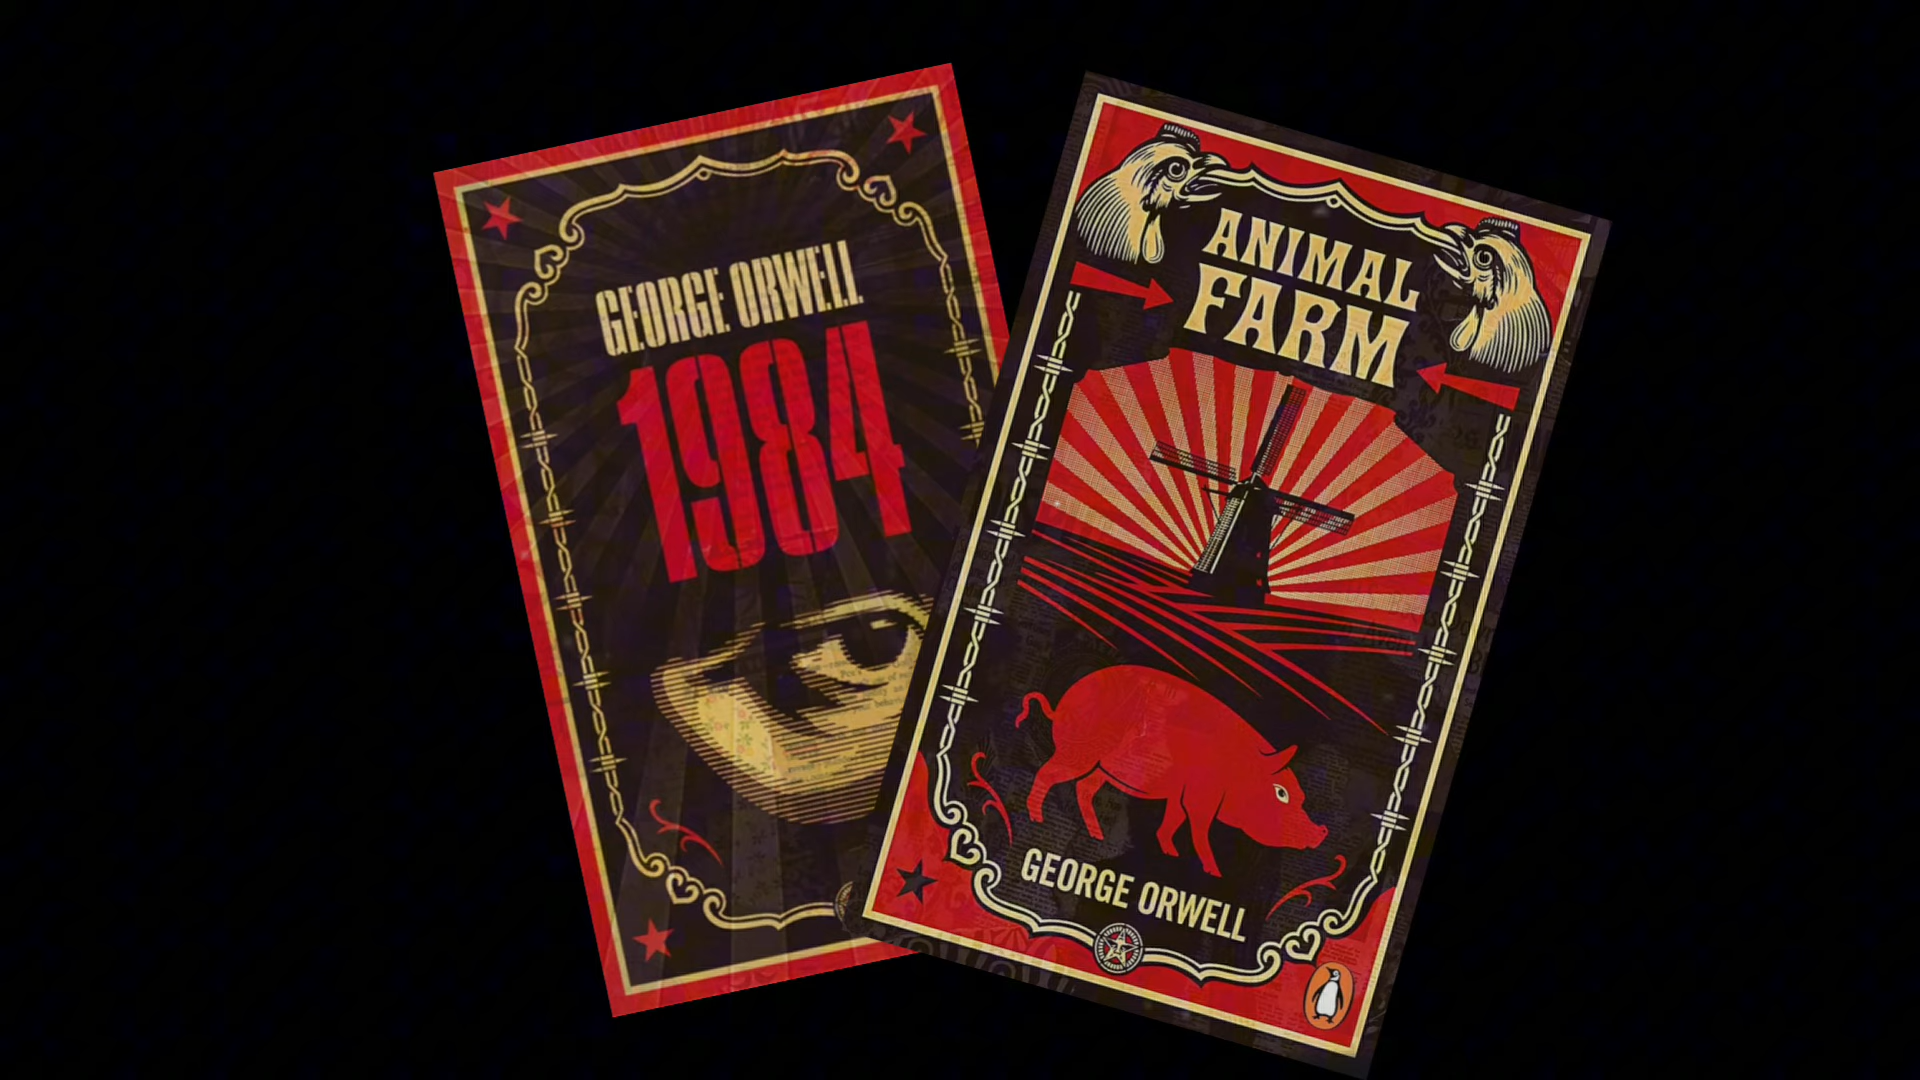 GEORGE ORWELL
1984
ANIMAL
FARM
GEORGE ORWELL